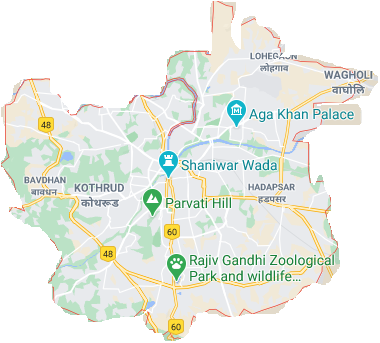 LOHEGAON
लोहगाव
WAGHOLI
वाघोली
Aga Khan Palace
48
Shaniwar Wada
BAVDHAN
बावधन
KOTHRUD
कोथरूड
HADAPSAR
हडपसर
Parvati Hill
60
48
Rajiv Gandhi Zoological
Park and wildlife...
60